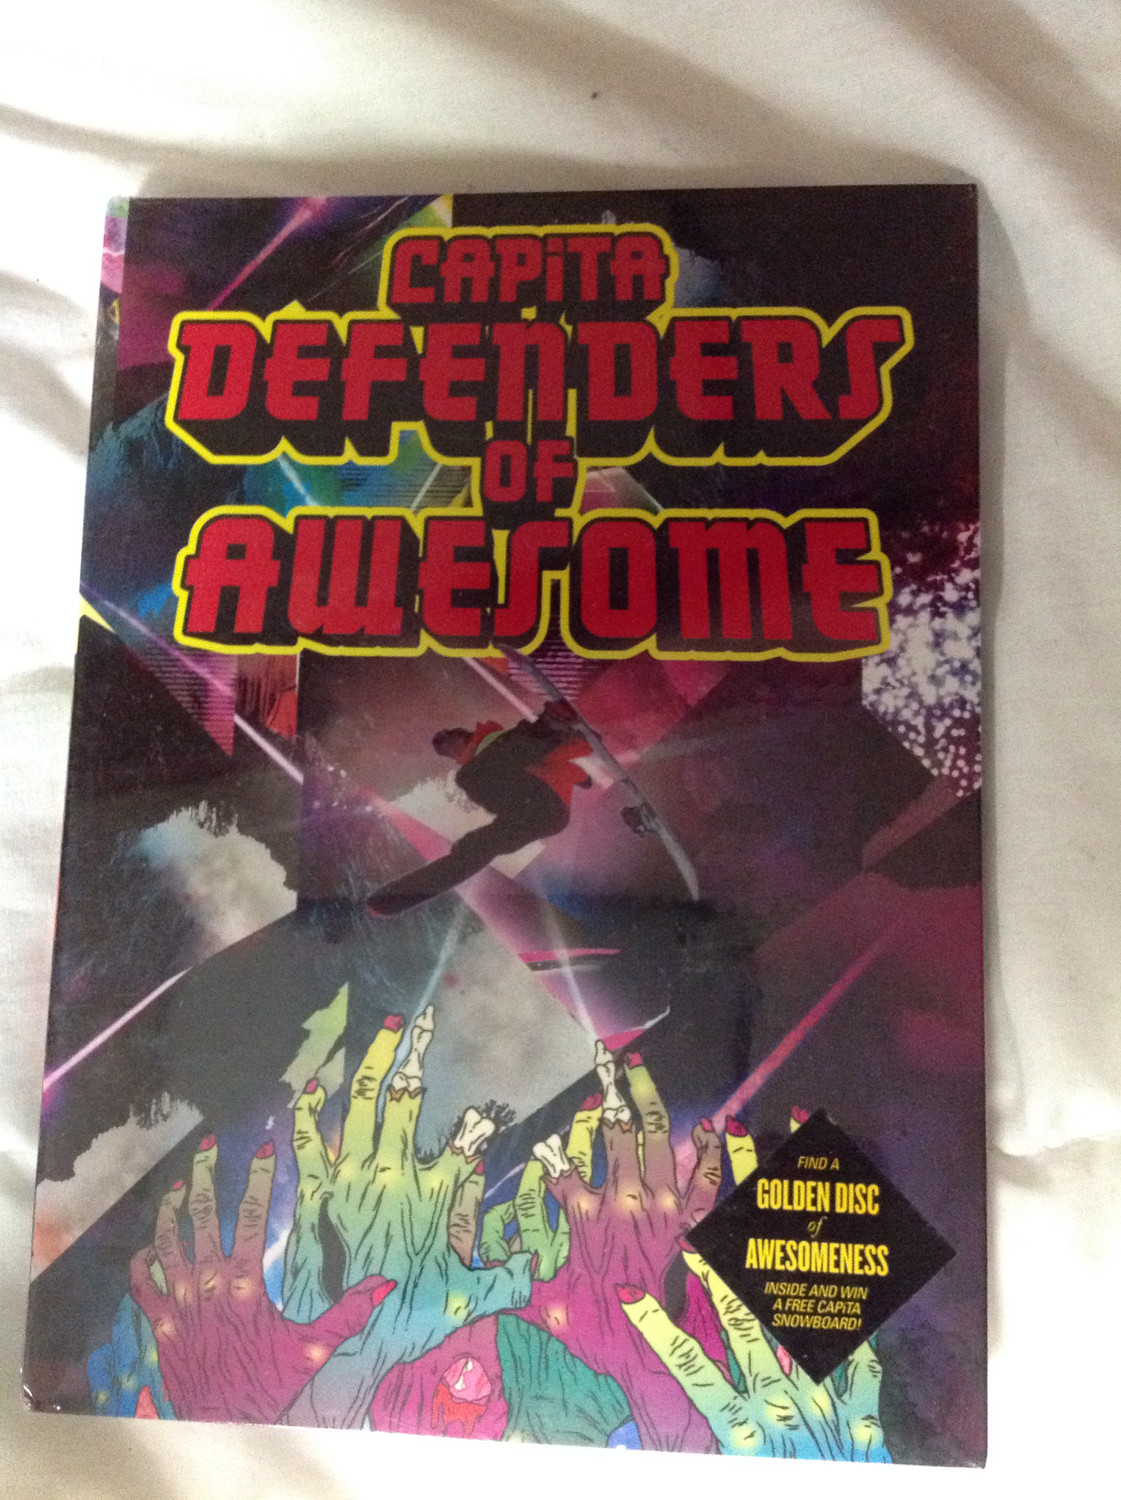 CAPiTA
DEFENDERS
OF
AWESOME
FIND A
GOLDEN DISC
of
AWESOMENESS
INSIDE AND WIN
A FREE CAPiTA
SNOWBOARD!